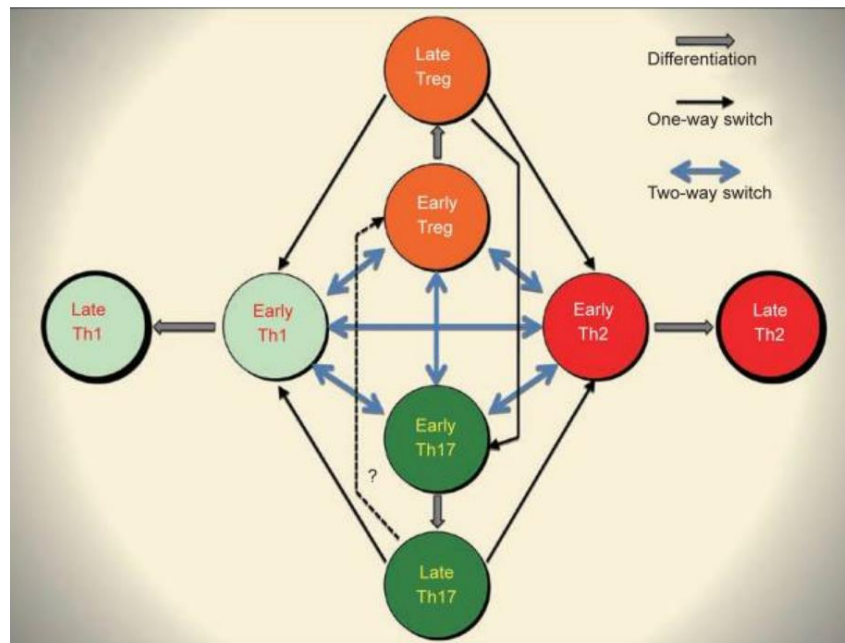 Late
Treg
Differentiation
One-way switch
Two-way switch
Early
Treg
Late
Th1
Early
Th1
Early
Th2
Late
Th2
Early
Th17
?
Late
Th17